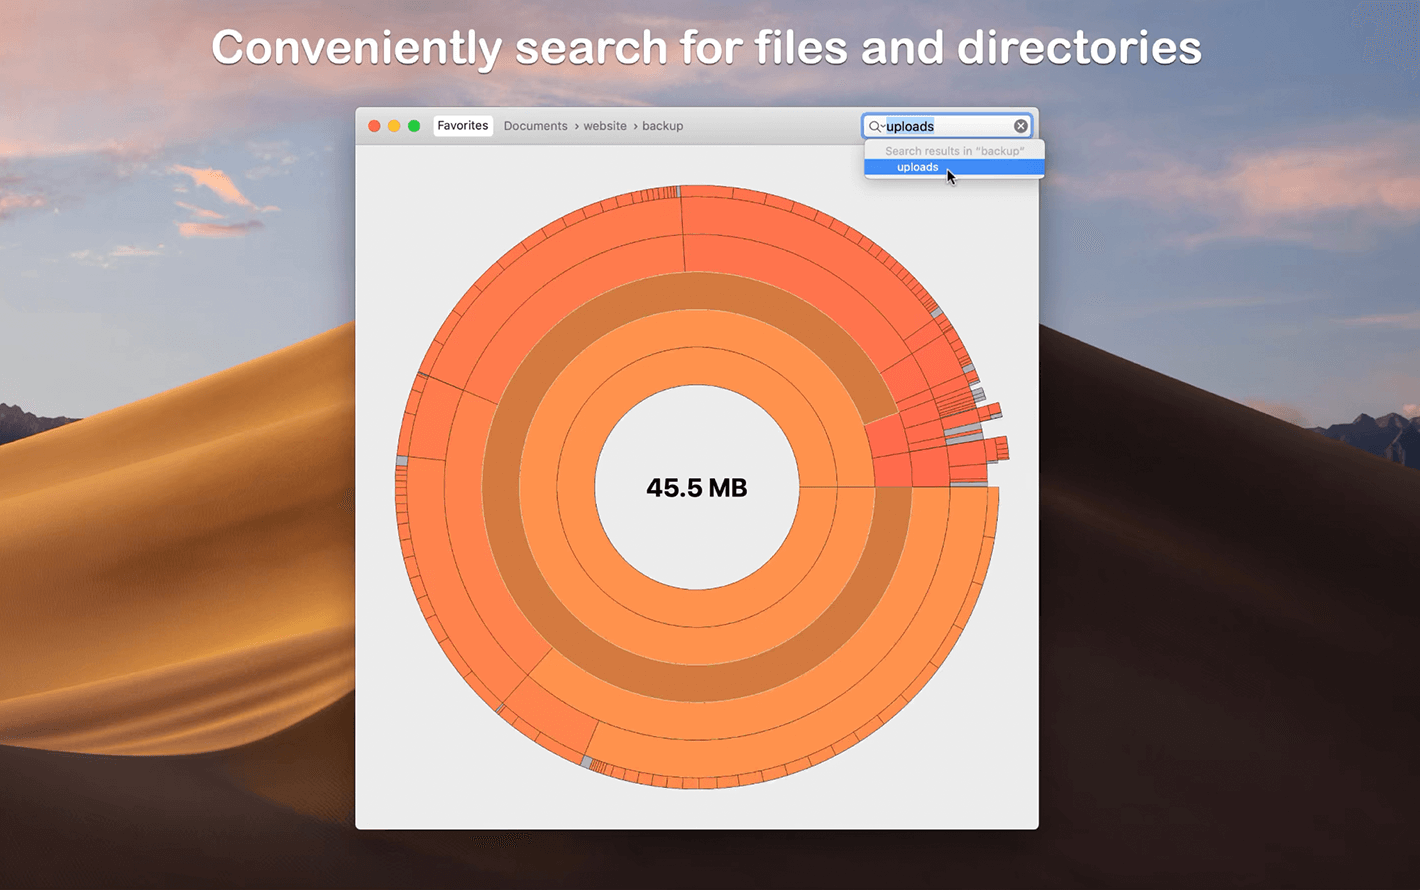 Conveniently search for files and directories
Favorites Documents › website › backup
uploads
Search results in “backup”
uploads
45.5 MB